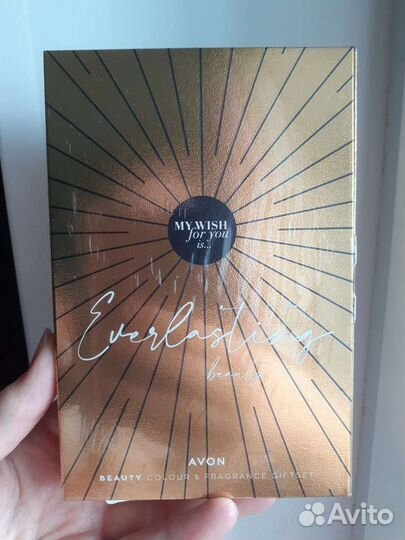 MY WISH
for you
is...
Everlasting
beauty
AVON
BEAUTY COLOUR & FRAGRANCE GIFTSET
Avito